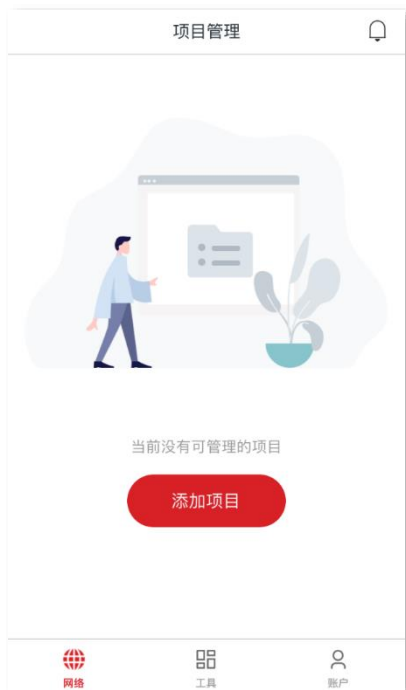 项目管理
当前没有可管理的项目
添加项目
网络
工具
账户